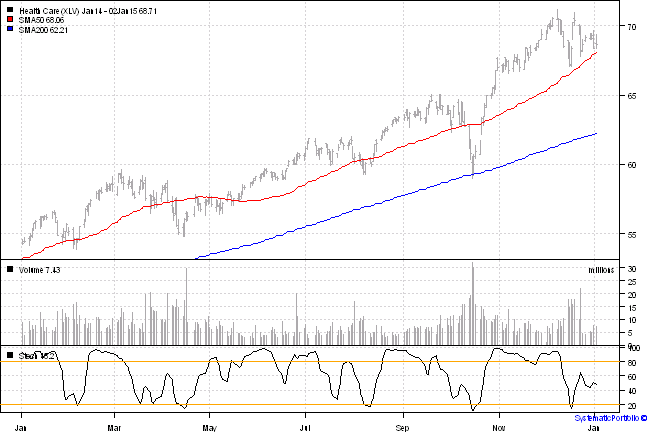 Health Care (XLV) Jan14 - 02Jan15 68.71
SMA50 68.06
SMA200 62.21
70
65
60
55
Volume 7.43
millions
30
25
20
15
10
5
0
100
80
60
40
20
Jan Mar May Jul Sep Nov Jan
SystematicPortfolio ©